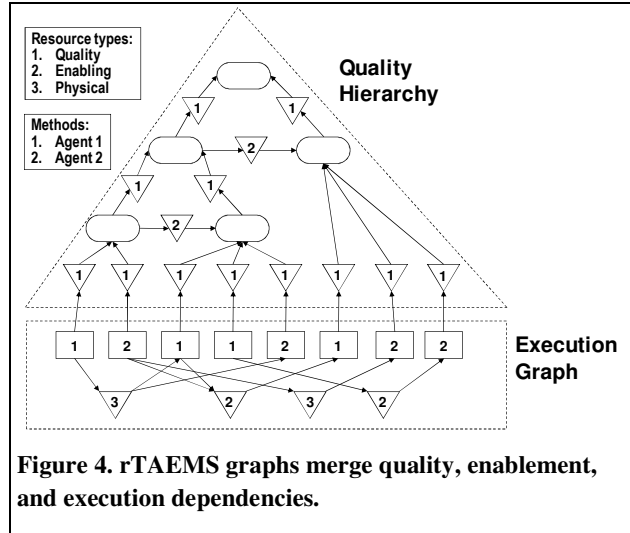 Resource types:
1. Quality
2. Enabling
3. Physical
Methods:
1. Agent 1
2. Agent 2
Quality
Hierarchy
1 1
2
1 1
2
1 1 1 1 1 1 1 1
1 2 1 1 2 1 2 2
3 2 3 2
Execution
Graph
Figure 4. rTAEMS graphs merge quality, enablement,
and execution dependencies.